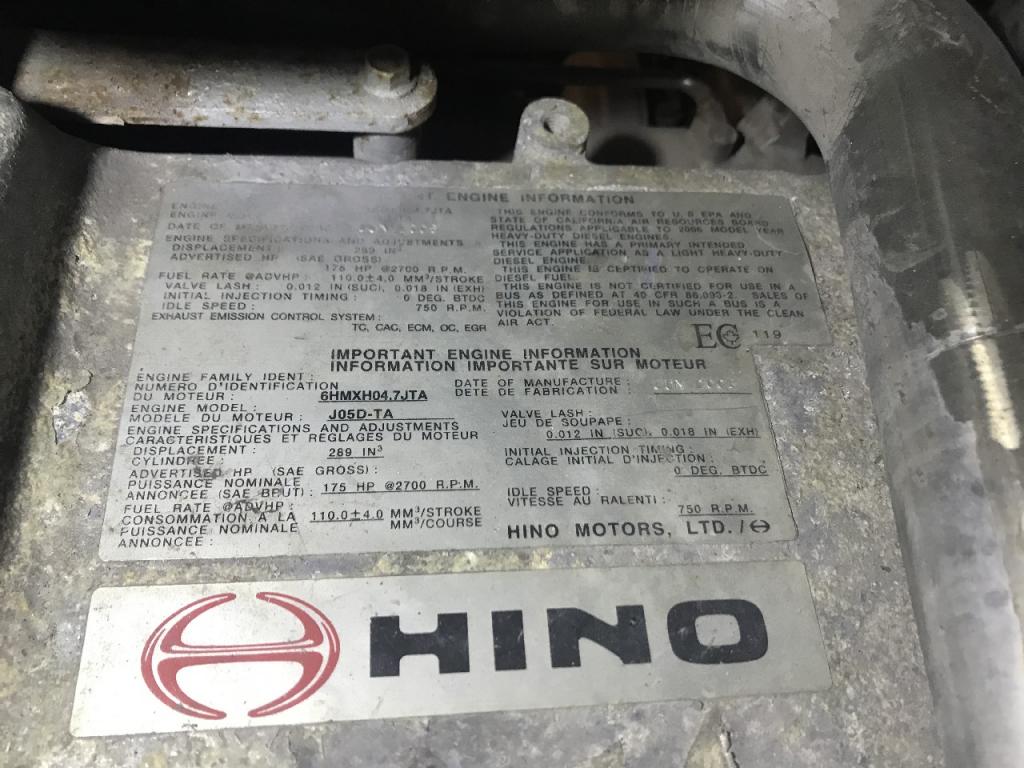 ENGINE INFORMATION
ENGINE
ENGINE
DATE OF
ENGINE SPECIFICATIONS AND ADJUSTMENTS
DISPLACEMENT : 289 IN³
ADVERTISED HP (SAE GROSS) :
175 HP @2700 R.P.M.
FUEL RATE @ADVHP : 110.0±4.0 MM³/STROKE
VALVE LASH : 0.012 IN (SUC), 0.018 IN (EXH)
INITIAL INJECTION TIMING : 0 DEG. BTDC
IDLE SPEED : 750 R.P.M.
EXHAUST EMISSION CONTROL SYSTEM :
TC, CAC, ECM, OC, EGR
THIS ENGINE CONFORMS TO U.S EPA AND
STATE OF CALIFORNIA AIR RESOURCES BOARD
REGULATIONS APPLICABLE TO 2006 MODEL YEAR
HEAVY-DUTY DIESEL ENGINES.
THIS ENGINE HAS A PRIMARY INTENDED
SERVICE APPLICATION AS A LIGHT HEAVY-DUTY
DIESEL ENGINE.
THIS ENGINE IS CERTIFIED TO OPERATE ON
DIESEL FUEL.
THIS ENGINE IS NOT CERTIFIED FOR USE IN A
BUS AS DEFINED AT 40 CFR 86.093-2. SALES OF
THIS ENGINE FOR USE IN SUCH A BUS IS A
VIOLATION OF FEDERAL LAW UNDER THE CLEAN
AIR ACT.
EC 119
IMPORTANT ENGINE INFORMATION
INFORMATION IMPORTANTE SUR MOTEUR
ENGINE FAMILY IDENT :
NUMERO D'IDENTIFICATION
DU MOTEUR : 6HMXH04.7JTA
ENGINE MODEL :
MODELE DU MOTEUR : J05D-TA
ENGINE SPECIFICATIONS AND ADJUSTMENTS
CARACTERISTIQUES ET REGLAGES DU MOTEUR
DISPLACEMENT :
CYLINDREE : 289 IN³
ADVERTISED HP (SAE GROSS) :
PUISSANCE NOMINALE
ANNONCEE (SAE BRUT) : 175 HP @2700 R.P.M.
FUEL RATE @ADVHP :
CONSOMMATION A LA 110.0±4.0 MM³/STROKE
PUISSANCE NOMINALE MM³/COURSE
ANNONCEE :
DATE OF MANUFACTURE :
DETE DE FABRICATION :
VALVE LASH :
JEU DE SOUPAPE :
0.012 IN (SUC), 0.018 IN (EXH)
INITIAL INJECTION TIMING :
CALAGE INITIAL D'INJECTION :
0 DEG. BTDC
IDLE SPEED :
VITESSE AU RALENTI :
750 R.P.M.
HINO MOTORS, LTD./
HINO